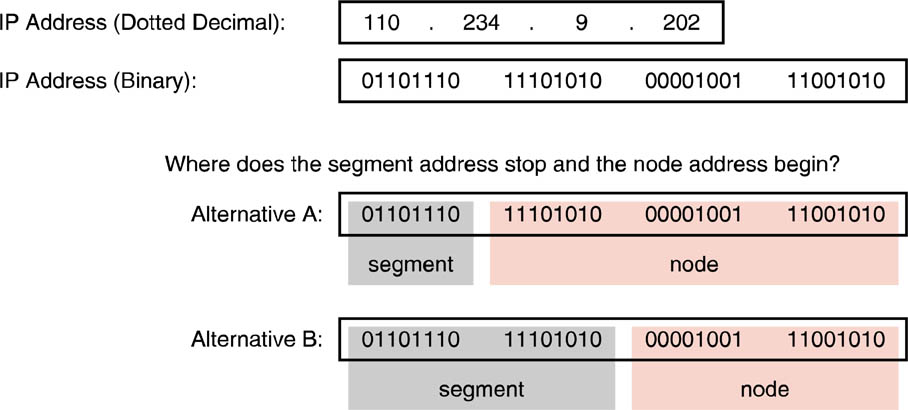 IP Address (Dotted Decimal): 110 . 234 . 9 . 202
IP Address (Binary): 01101110 11101010 00001001 11001010
Where does the segment address stop and the node address begin?
Alternative A: 01101110 11101010 00001001 11001010
segment node
Alternative B: 01101110 11101010 00001001 11001010
segment node